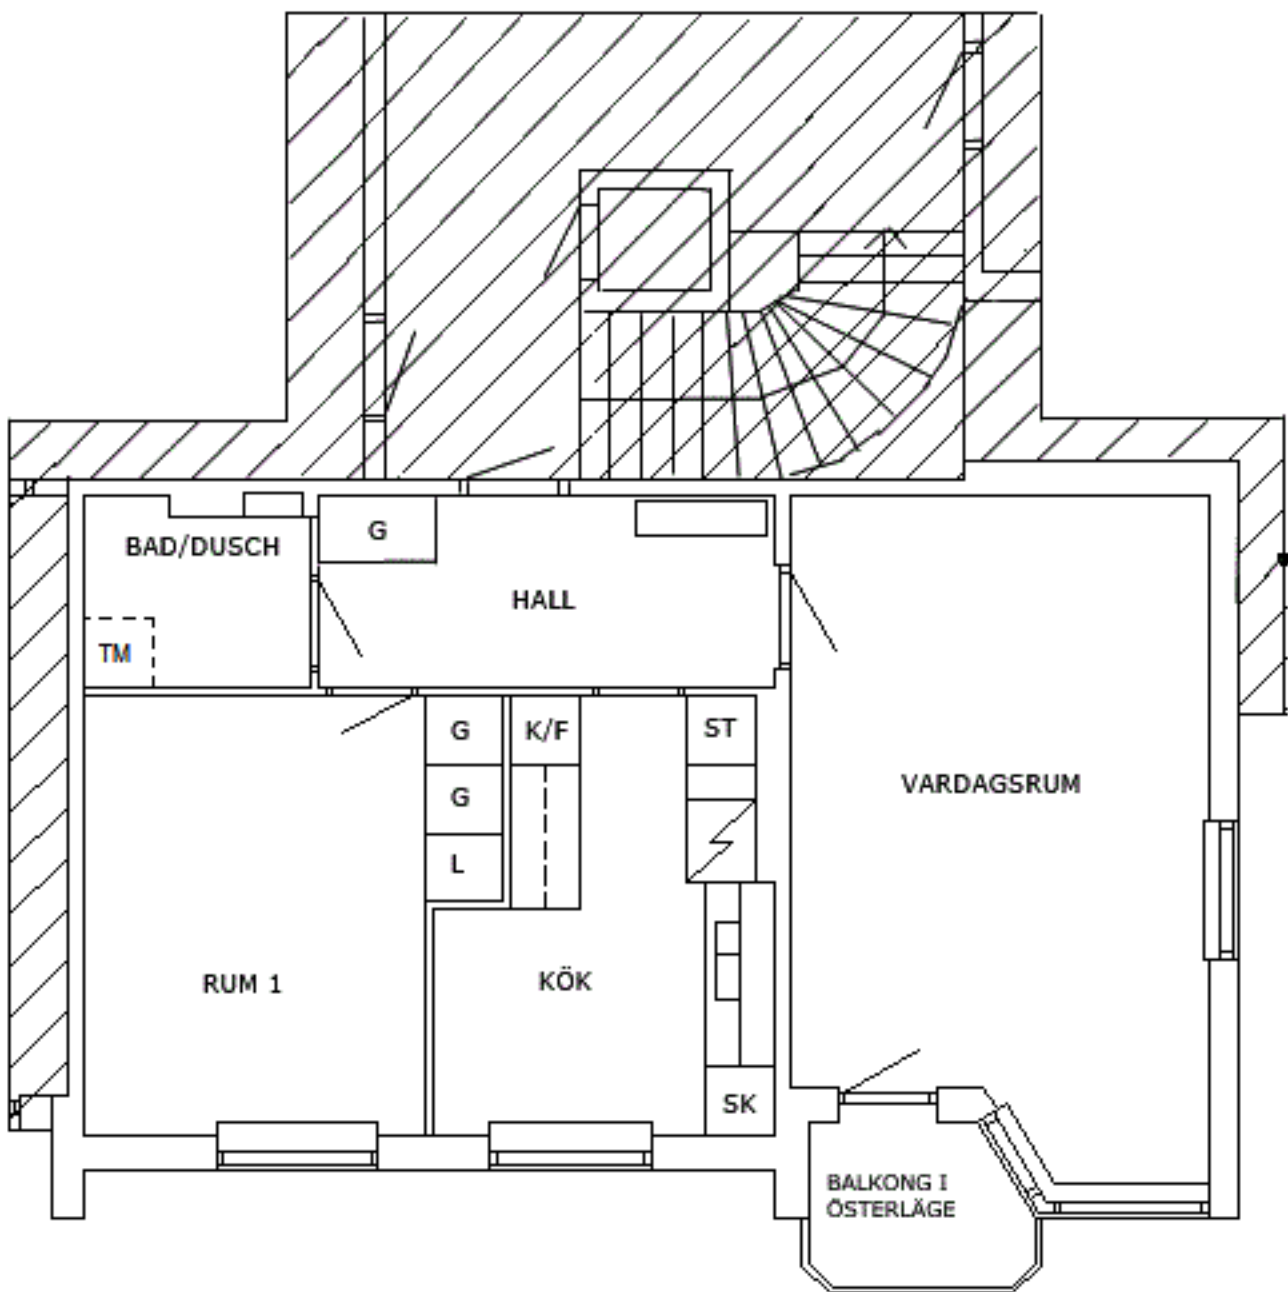 G
BAD/DUSCH
HALL
TM
G
K/F
ST
G
VARDAGSRUM
L
RUM 1
KÖK
SK
BALKONG I
ÖSTERLÄGE